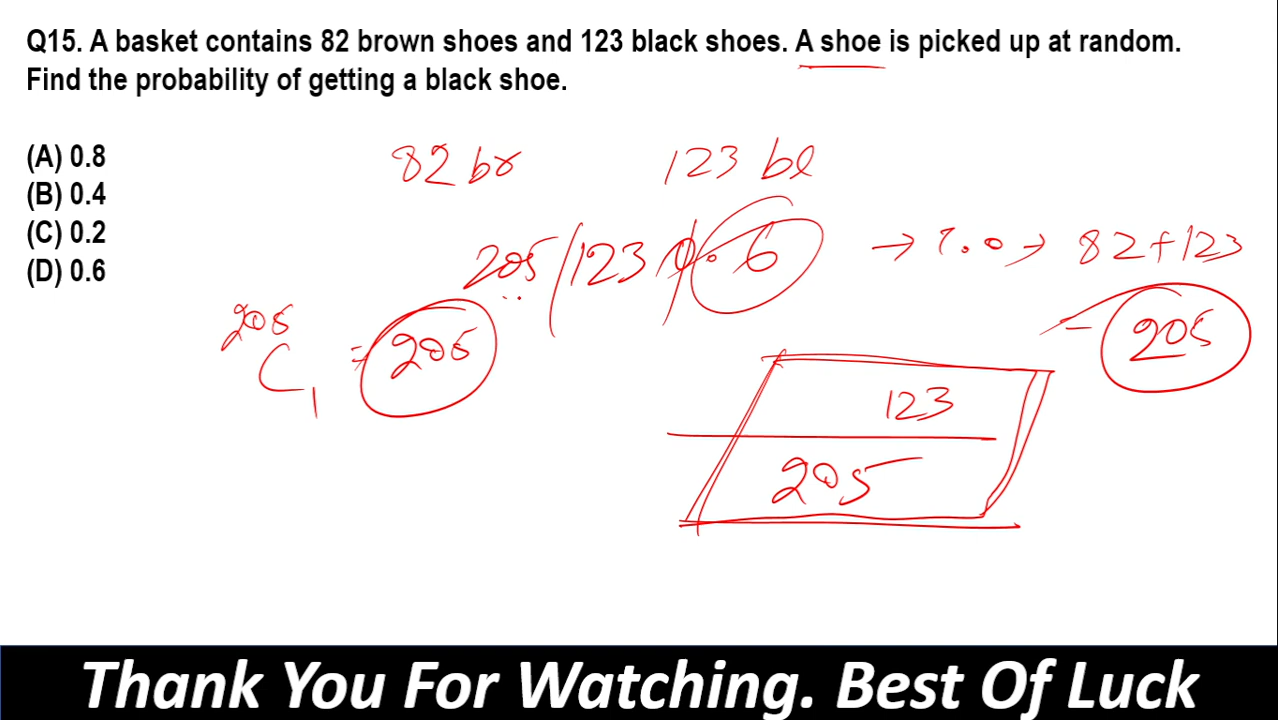 Q15. A basket contains 82 brown shoes and 123 black shoes. A shoe is picked up at random.
Find the probability of getting a black shoe.
(A) 0.8
(B) 0.4
(C) 0.2
(D) 0.6
82 br 123 bl
205 ) 123 ( 0.6
→ T.O → 82 + 123
= 205
205
C1 = 205
123
205
Thank You For Watching. Best Of Luck